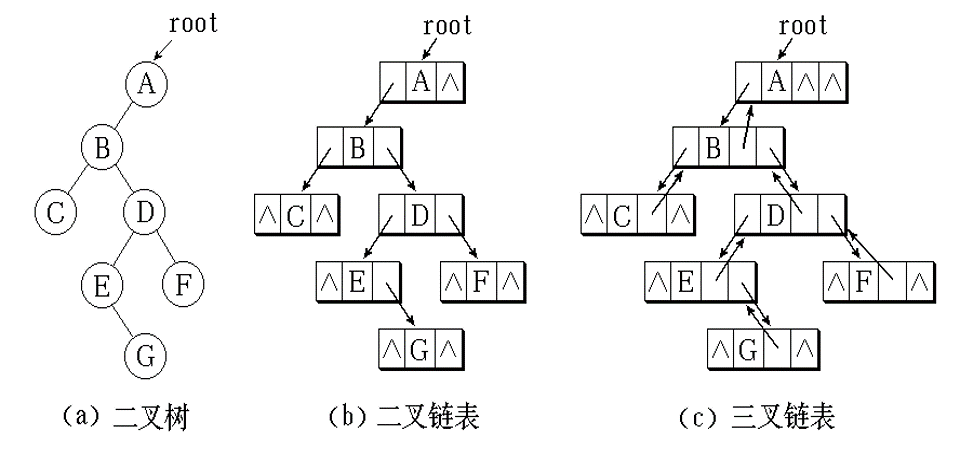 root
A
B
C
D
E
F
G
(a) 二叉树
root
A ∧
B
∧ C ∧
D
∧ E
∧ F ∧
∧ G ∧
(b) 二叉链表
root
A ∧ ∧
B
∧ C ∧
D
∧ E
∧ F ∧
∧ G ∧
(c) 三叉链表